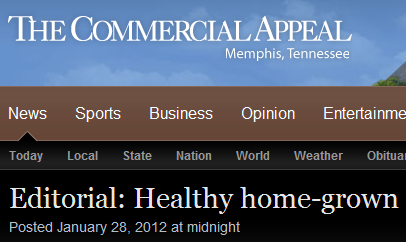 THE COMMERCIAL APPEAL
Memphis, Tennessee
News Sports Business Opinion Entertainme
Today Local State Nation World Weather Obitua
Editorial: Healthy home-grown
Posted January 28, 2012 at midnight